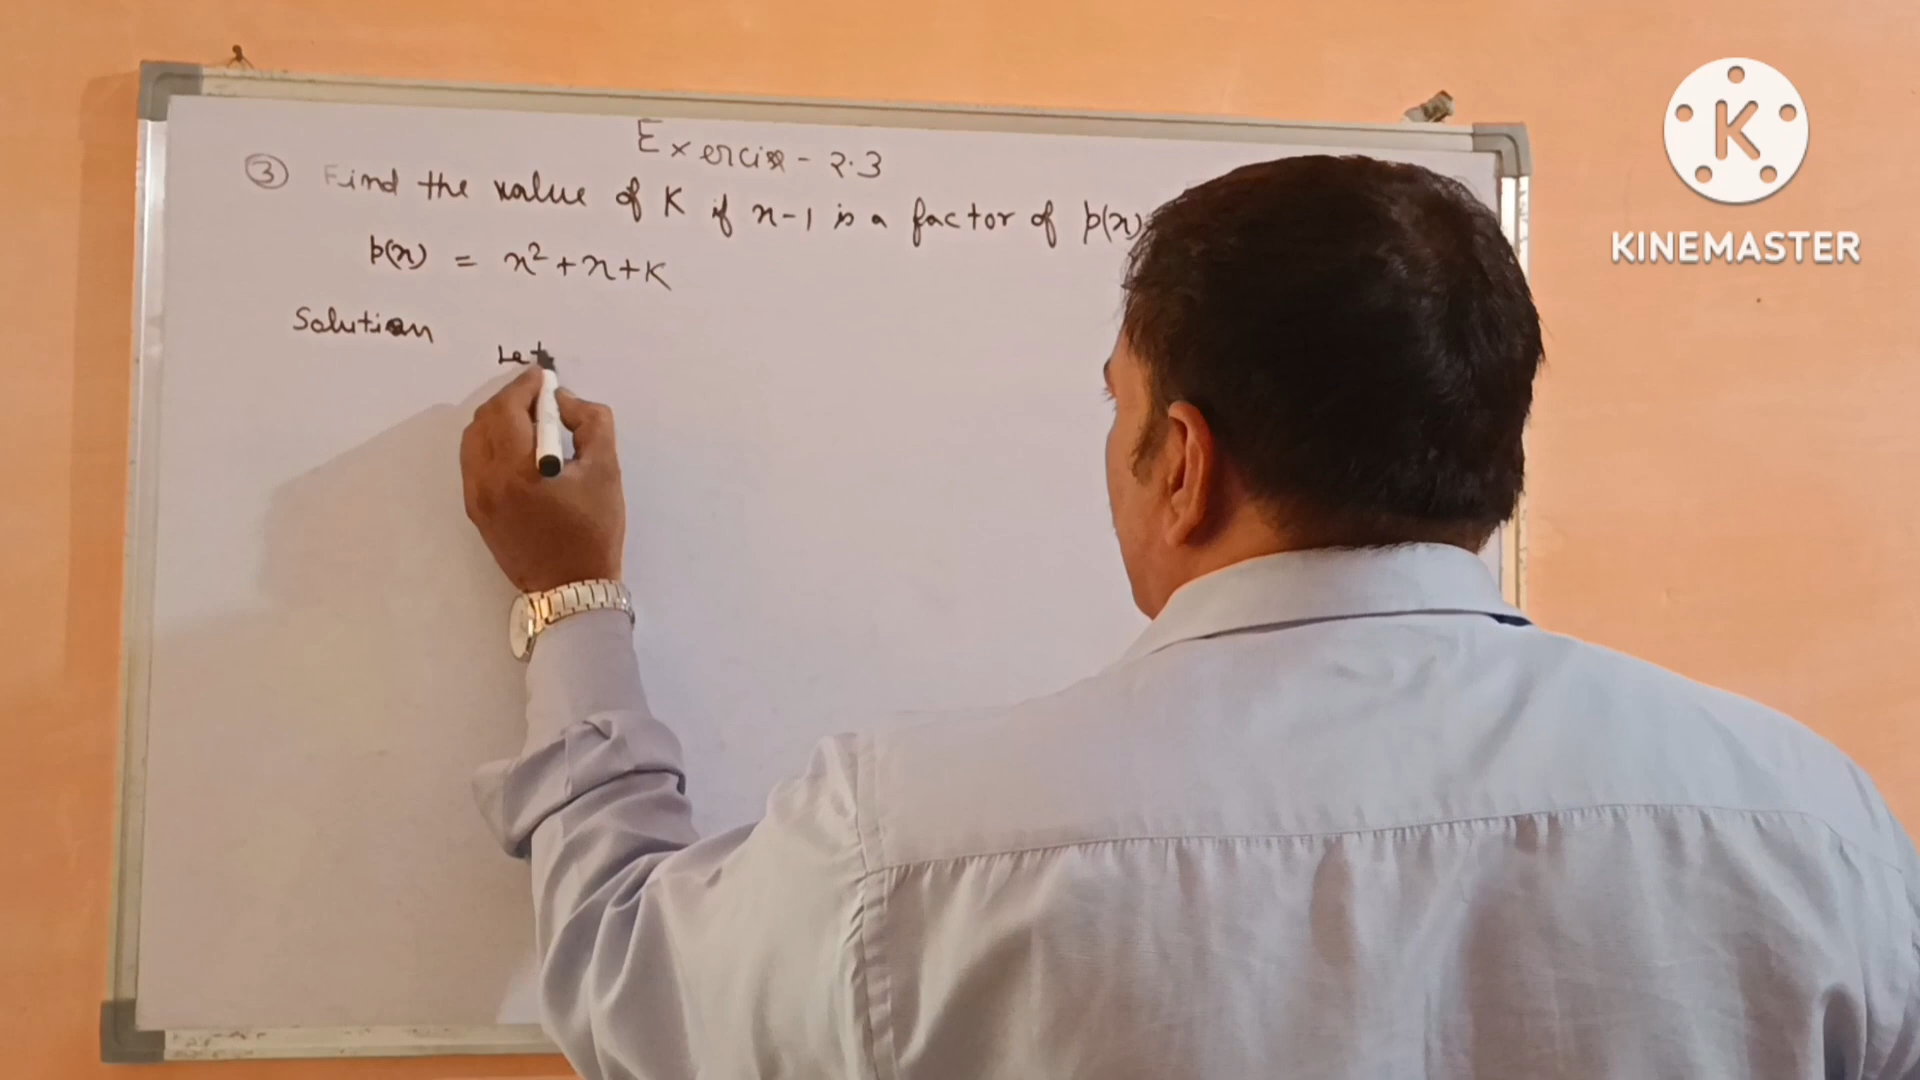 Exercise - 2.3
③ Find the value of K if x-1 is a factor of p(x)
p(x) = x²+x+K
Solution
Let
K
KINEMASTER